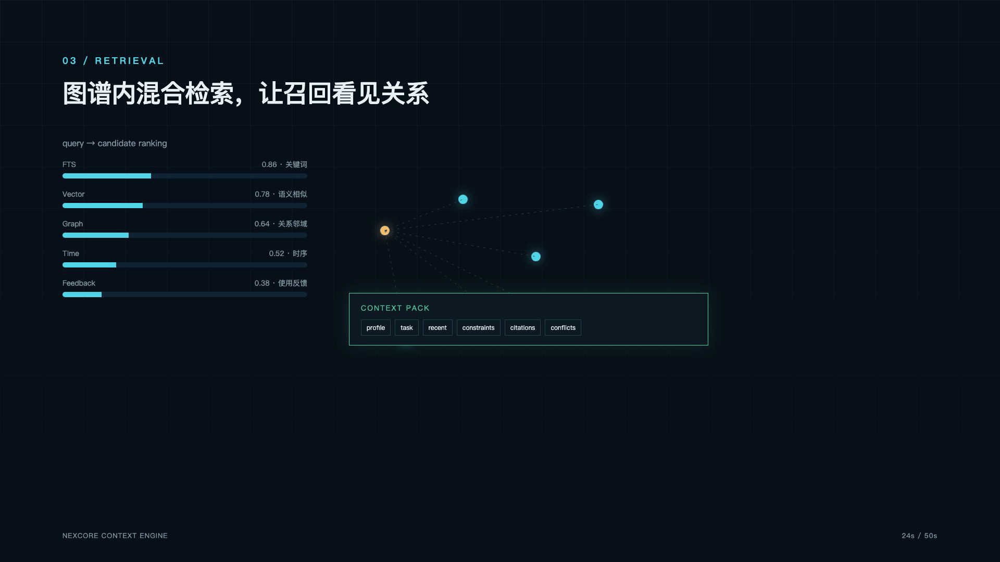 03 / RETRIEVAL
图谱内混合检索，让召回看见关系
query → candidate ranking
FTS 0.86 · 关键词
Vector 0.78 · 语义相似
Graph 0.64 · 关系邻域
Time 0.52 · 时序
Feedback 0.38 · 使用反馈
CONTEXT PACK
profile task recent constraints citations conflicts
NEXCORE CONTEXT ENGINE
24s / 50s